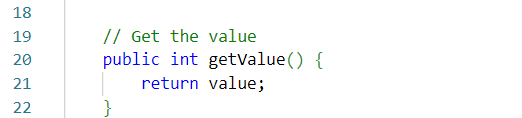 18
19 // Get the value
20 public int getValue() {
21 return value;
22 }